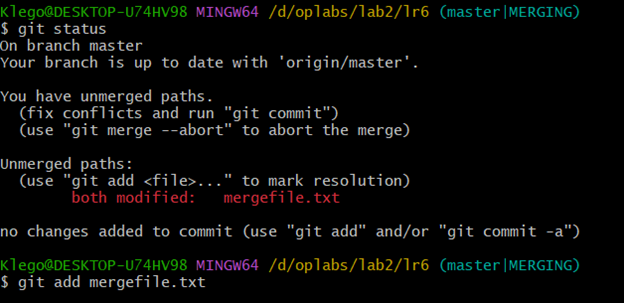 Klego@DESKTOP-U74HV98 MINGW64 /d/oplabs/lab2/lr6 (master|MERGING)
$ git status
On branch master
Your branch is up to date with 'origin/master'.

You have unmerged paths.
  (fix conflicts and run "git commit")
  (use "git merge --abort" to abort the merge)

Unmerged paths:
  (use "git add <file>..." to mark resolution)
        both modified:   mergefile.txt

no changes added to commit (use "git add" and/or "git commit -a")

Klego@DESKTOP-U74HV98 MINGW64 /d/oplabs/lab2/lr6 (master|MERGING)
$ git add mergefile.txt